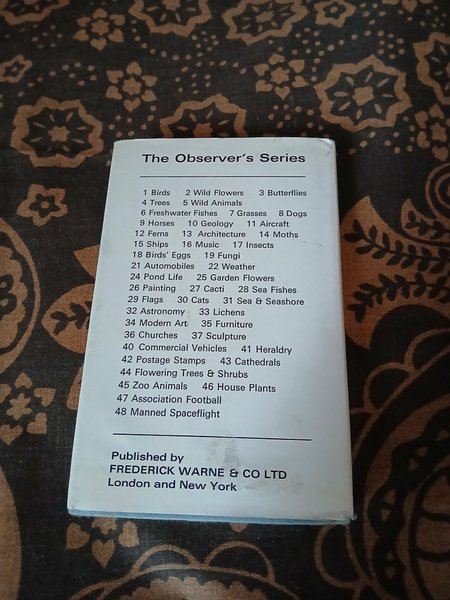 The Observer's Series
1 Birds 2 Wild Flowers 3 Butterflies
4 Trees 5 Wild Animals
6 Freshwater Fishes 7 Grasses 8 Dogs
9 Horses 10 Geology 11 Aircraft
12 Ferns 13 Architecture 14 Moths
15 Ships 16 Music 17 Insects
18 Birds' Eggs 19 Fungi
21 Automobiles 22 Weather
24 Pond Life 25 Garden Flowers
26 Painting 27 Cacti 28 Sea Fishes
29 Flags 30 Cats 31 Sea & Seashore
32 Astronomy 33 Lichens
34 Modern Art 35 Furniture
36 Churches 37 Sculpture
40 Commercial Vehicles 41 Heraldry
42 Postage Stamps 43 Cathedrals
44 Flowering Trees & Shrubs
45 Zoo Animals 46 House Plants
47 Association Football
48 Manned Spaceflight
Published by
FREDERICK WARNE & CO LTD
London and New York